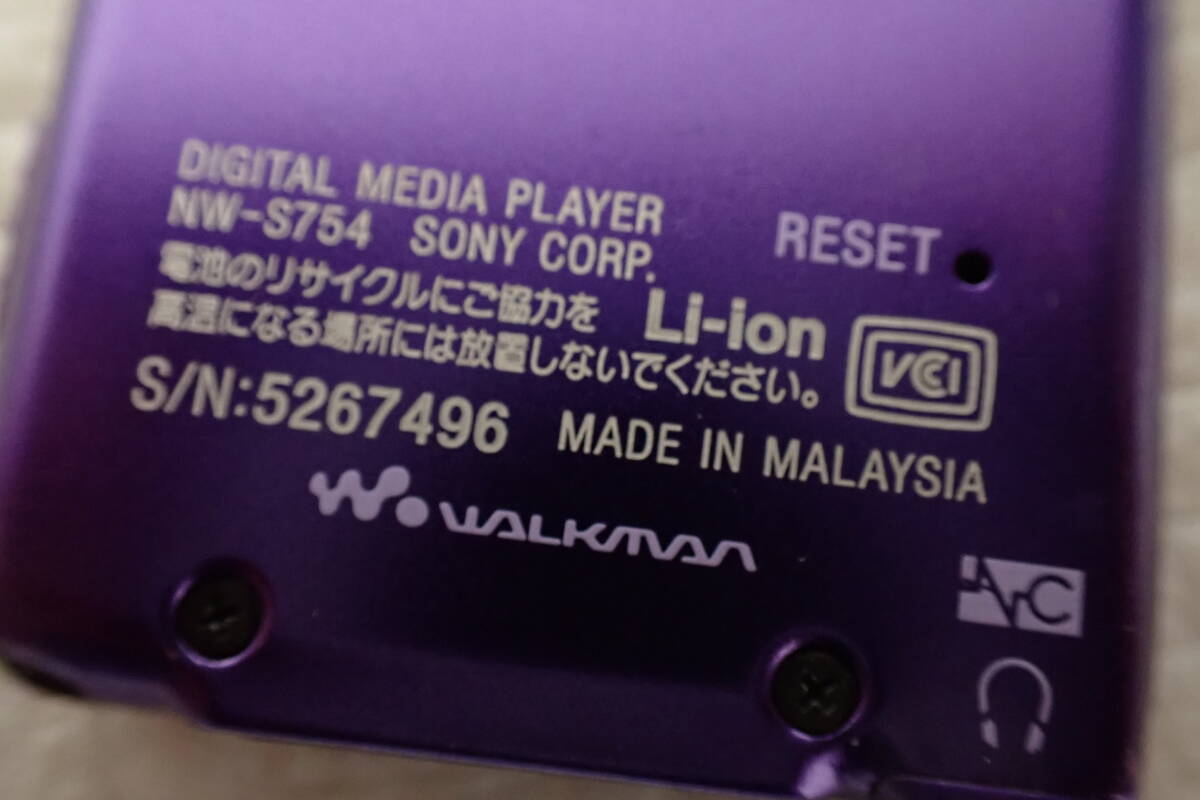 DIGITAL MEDIA PLAYER
NW-S754 SONY CORP.
RESET
電池のリサイクルにご協力を Li-ion
高温になる場所には放置しないでください。
VCCI
S/N:5267496 MADE IN MALAYSIA
WALKMAN